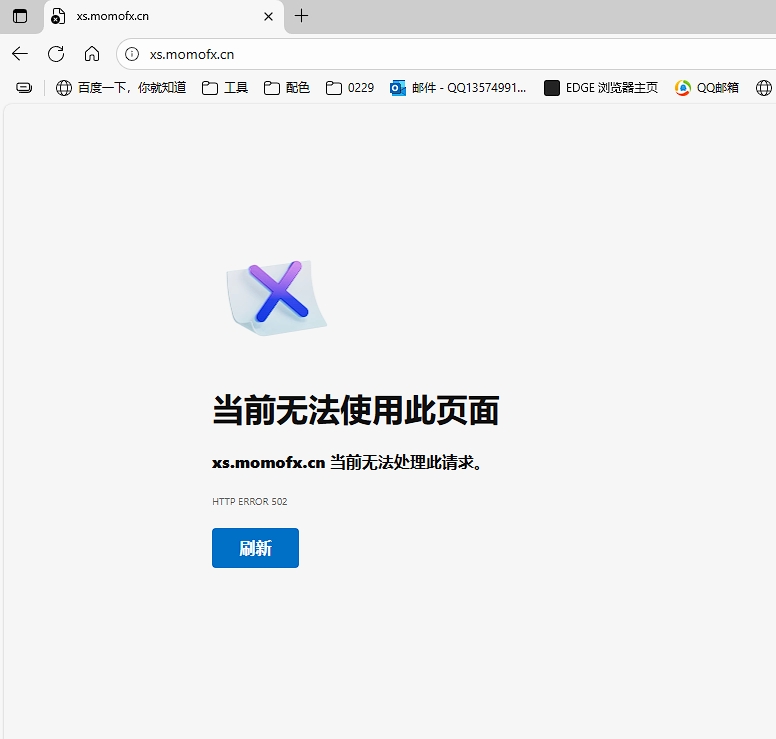 xs.momofx.cn
xs.momofx.cn
百度一下，你就知道 工具 配色 0229 邮件 - QQ13574991... EDGE 浏览器主页 QQ邮箱
当前无法使用此页面
xs.momofx.cn 当前无法处理此请求。
HTTP ERROR 502
刷新